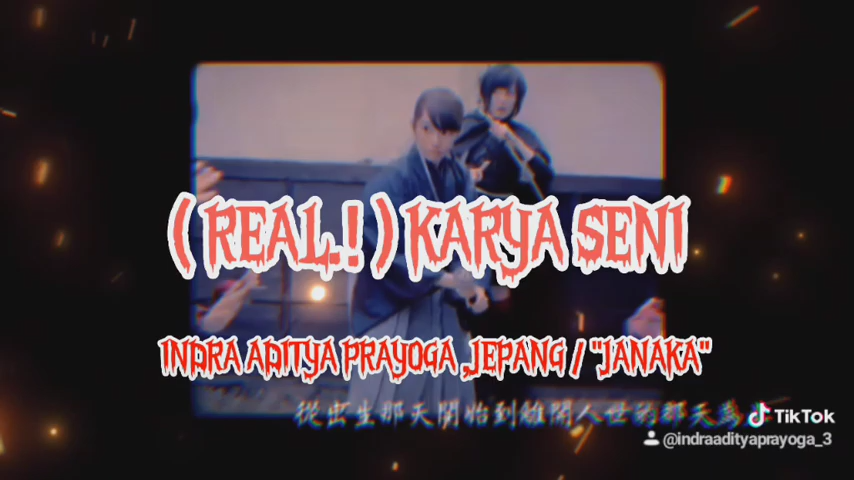 ( REAL.! ) KARYA SENI
INDRA ADITYA PRAYOGA ,JEPANG / "JANAKA"
從出生那天開始到離開人世的那天為
TikTok
@indraadityaprayoga_3